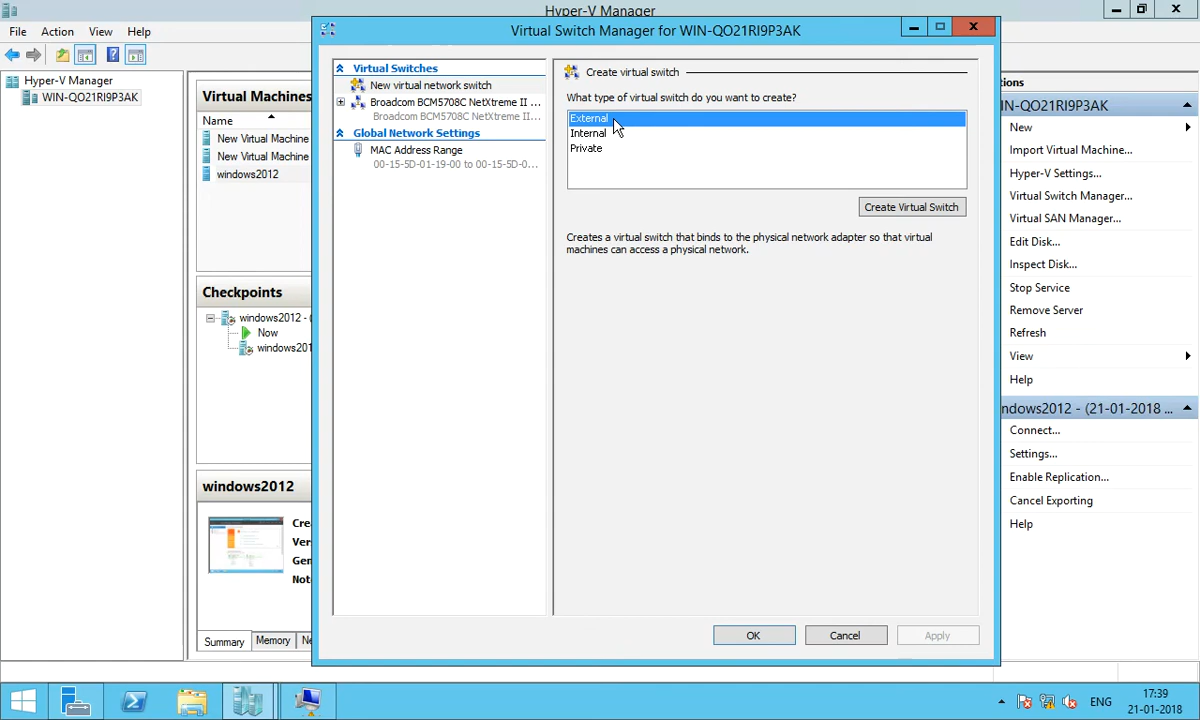 Hyper-V Manager
File Action View Help
Hyper-V Manager
WIN-QO21RI9P3AK
Virtual Machines
Name
New Virtual Machine
New Virtual Machine
windows2012
Checkpoints
windows2012 - (
Now
windows201
windows2012
Cre
Ver
Gen
Not
Summary Memory Ne
Virtual Switch Manager for WIN-QO21RI9P3AK
Virtual Switches
New virtual network switch
Broadcom BCM5708C NetXtreme II ...
Broadcom BCM5708C NetXtreme II ...
Global Network Settings
MAC Address Range
00-15-5D-01-19-00 to 00-15-5D-0...
Create virtual switch
What type of virtual switch do you want to create?
External
Internal
Private
Create Virtual Switch
Creates a virtual switch that binds to the physical network adapter so that virtual
machines can access a physical network.
OK Cancel Apply
ions
IN-QO21RI9P3AK
New
Import Virtual Machine...
Hyper-V Settings...
Virtual Switch Manager...
Virtual SAN Manager...
Edit Disk...
Inspect Disk...
Stop Service
Remove Server
Refresh
View
Help
ndows2012 - (21-01-2018 ...
Connect...
Settings...
Enable Replication...
Cancel Exporting
Help
ENG
17:39
21-01-2018